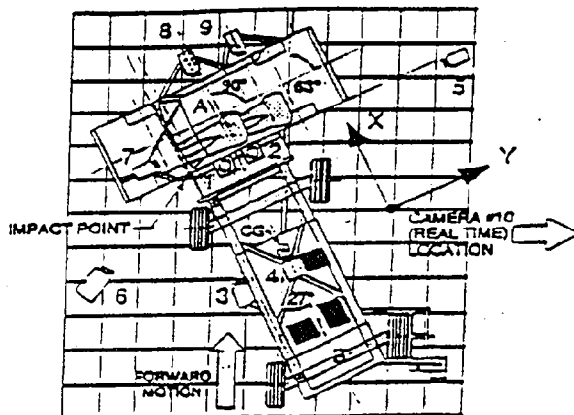 8
9
5
63°
A
X
7
Y
1
2
IMPACT POINT
CAMERA #10
(REAL TIME)
LOCATION
CG
4
6
3
27°
FORWARD
MOTION